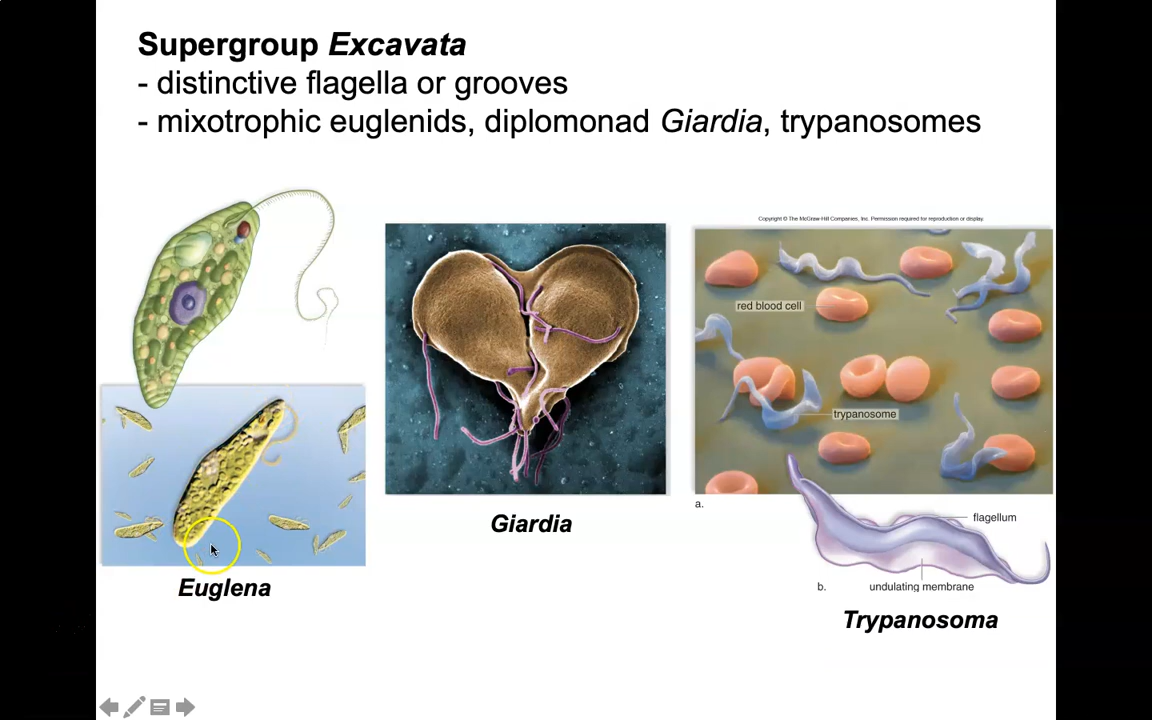 Supergroup Excavata
- distinctive flagella or grooves
- mixotrophic euglenids, diplomonad Giardia, trypanosomes
Copyright © The McGraw-Hill Companies, Inc. Permission required for reproduction or display.
red blood cell
trypanosome
a.
flagellum
Giardia
b.
undulating membrane
Euglena
Trypanosoma